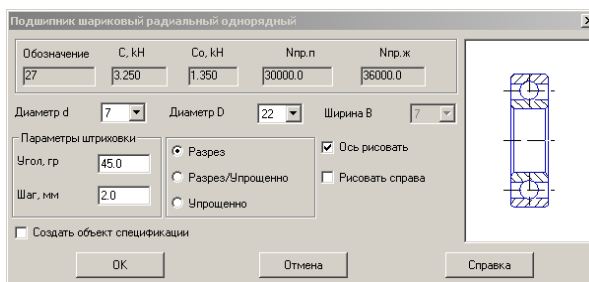 Подшипник шариковый радиальный однорядный
Обозначение C, kH Co, kH Nпр.п Nпр.ж
27 3.250 1.350 30000.0 36000.0
Диаметр d 7 Диаметр D 22 Ширина B 7
Параметры штриховки
Угол, гр 45.0
Шаг, мм 2.0
Разрез
Разрез/Упрощенно
Упрощенно
Ось рисовать
Рисовать справа
Создать объект спецификации
OK Отмена Справка